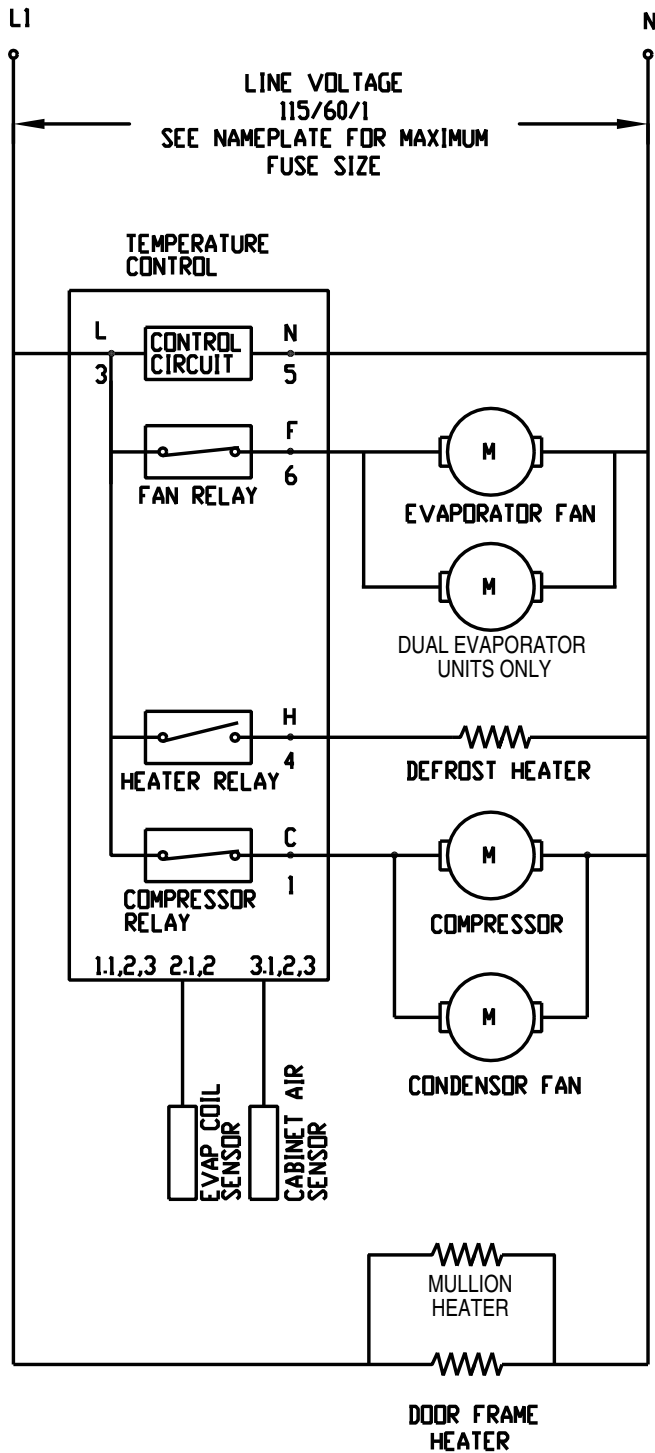 L1
N
LINE VOLTAGE
115/60/1
SEE NAMEPLATE FOR MAXIMUM
FUSE SIZE
TEMPERATURE
CONTROL
L
CONTROL
CIRCUIT
N
3
5
F
6
FAN RELAY
M
EVAPORATOR FAN
M
DUAL EVAPORATOR
UNITS ONLY
H
4
HEATER RELAY
DEFROST HEATER
C
1
COMPRESSOR
RELAY
M
COMPRESSOR
1.1,2,3 2.1,2 3.1,2,3
M
CONDENSOR FAN
EVAP COIL
SENSOR
CABINET AIR
SENSOR
MULLION
HEATER
DOOR FRAME
HEATER